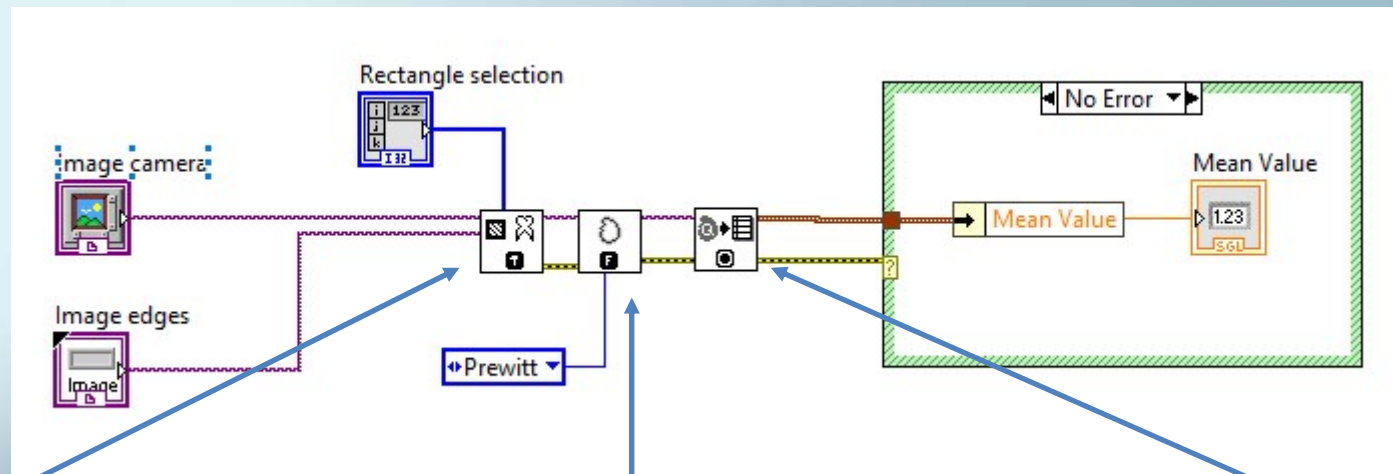 Rectangle selection
i 123
j
k
I32
image camera
No Error
Mean Value
Mean Value
1.23
SGL
?
T
F
Image edges
Image
Prewitt